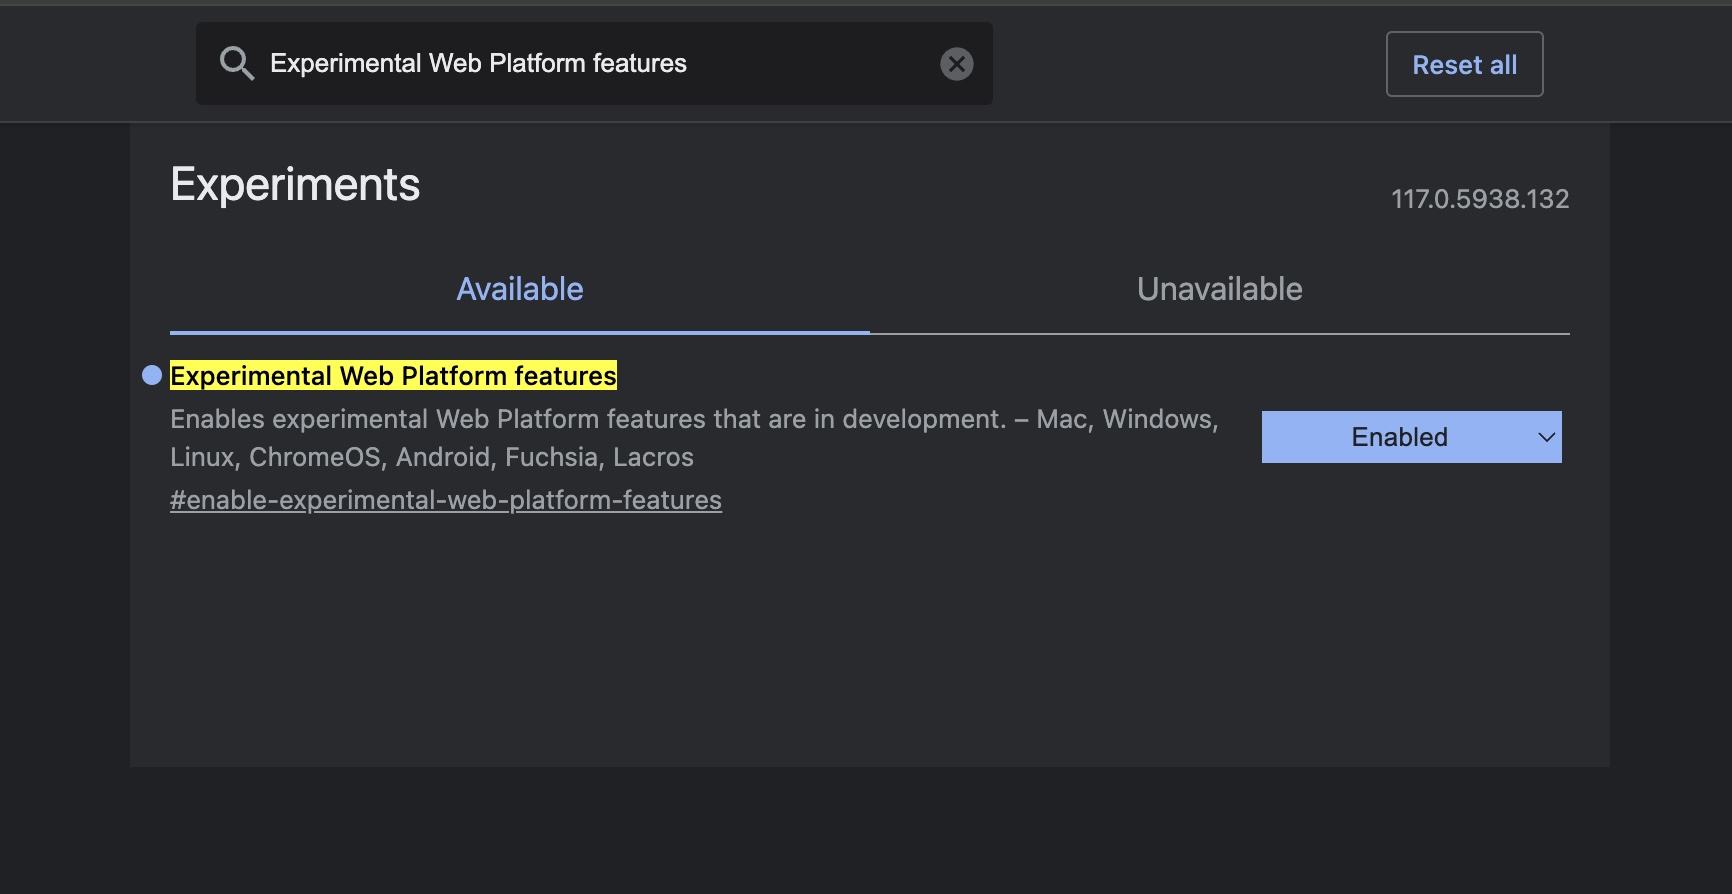 Experimental Web Platform features
Reset all
Experiments
117.0.5938.132
Available
Unavailable
Experimental Web Platform features
Enables experimental Web Platform features that are in development. – Mac, Windows,
Linux, ChromeOS, Android, Fuchsia, Lacros
Enabled
#enable-experimental-web-platform-features